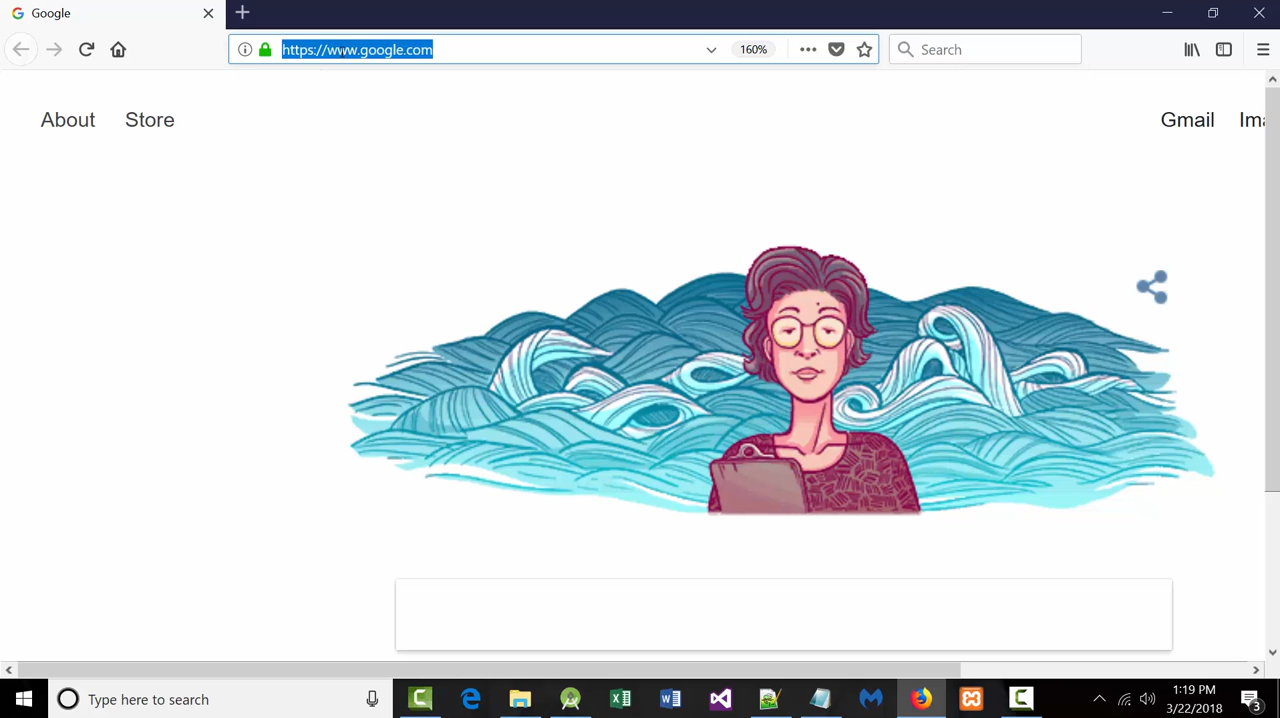 Google
https://www.google.com
160%
Search
About Store
Gmail Ima
Type here to search
1:19 PM
3/22/2018
3